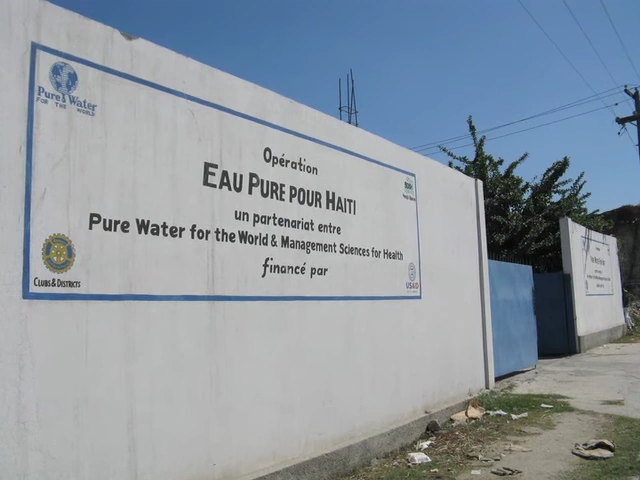 Pure Water
FOR THE WORLD
Opération
EAU PURE POUR HAITI
un partenariat entre
Pure Water for the World & Management Sciences for Health
financé par
CLUBS & DISTRICTS
USAID